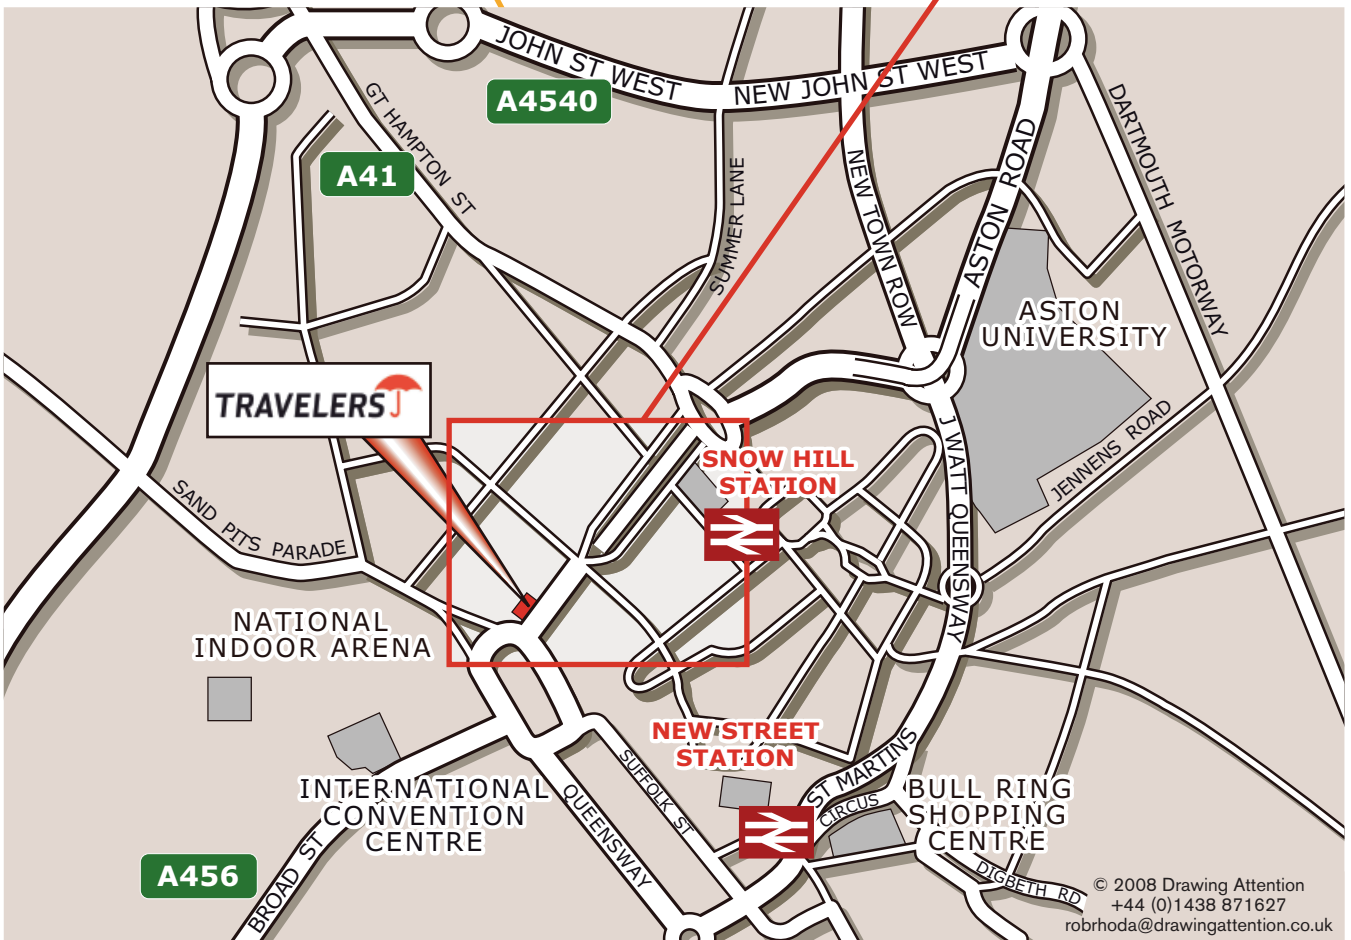 JOHN ST WEST
NEW JOHN ST WEST
A4540
GT HAMPTON ST
A41
SUMMER LANE
NEW TOWN ROW
ASTON ROAD
DARTMOUTH MOTORWAY
ASTON
UNIVERSITY
TRAVELERS
J WATT QUEENSWAY
JENNENS ROAD
SNOW HILL
STATION
SAND PITS PARADE
NATIONAL
INDOOR ARENA
NEW STREET
STATION
ST MARTINS
CIRCUS
BULL RING
SHOPPING
CENTRE
INTERNATIONAL
CONVENTION
CENTRE
SUFFOLK ST
QUEENSWAY
A456
BROAD ST
DIGBETH RD
© 2008 Drawing Attention
+44 (0)1438 871627
robrhoda@drawingattention.co.uk